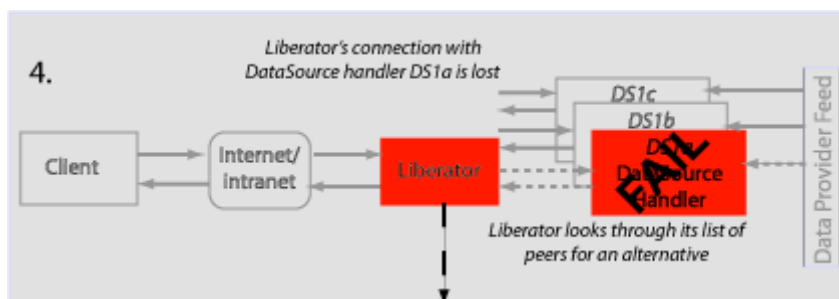 4.
Liberator's connection with
DataSource handler DS1a is lost
DS1c
DS1b
DS1a
DataSource
Handler
FAIL
Client
Internet/
intranet
Liberator
Liberator looks through its list of
peers for an alternative
Data Provider Feed